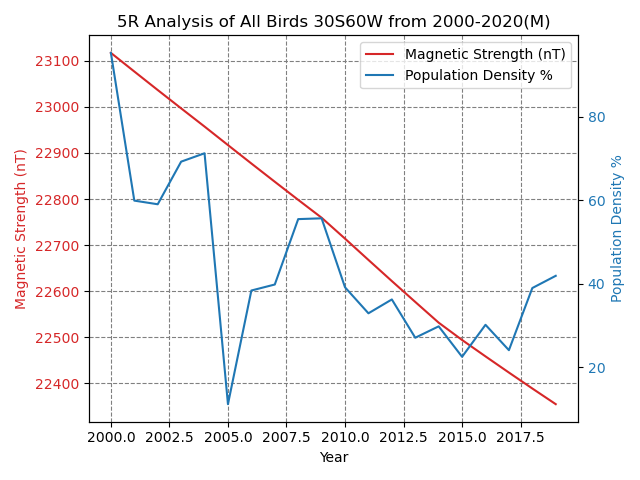 5R Analysis of All Birds 30S60W from 2000-2020(M)
Magnetic Strength (nT)
Population Density %
23100
23000
22900
22800
22700
22600
22500
22400
Magnetic Strength (nT)
80
60
40
20
Population Density %
2000.0 2002.5 2005.0 2007.5 2010.0 2012.5 2015.0 2017.5
Year